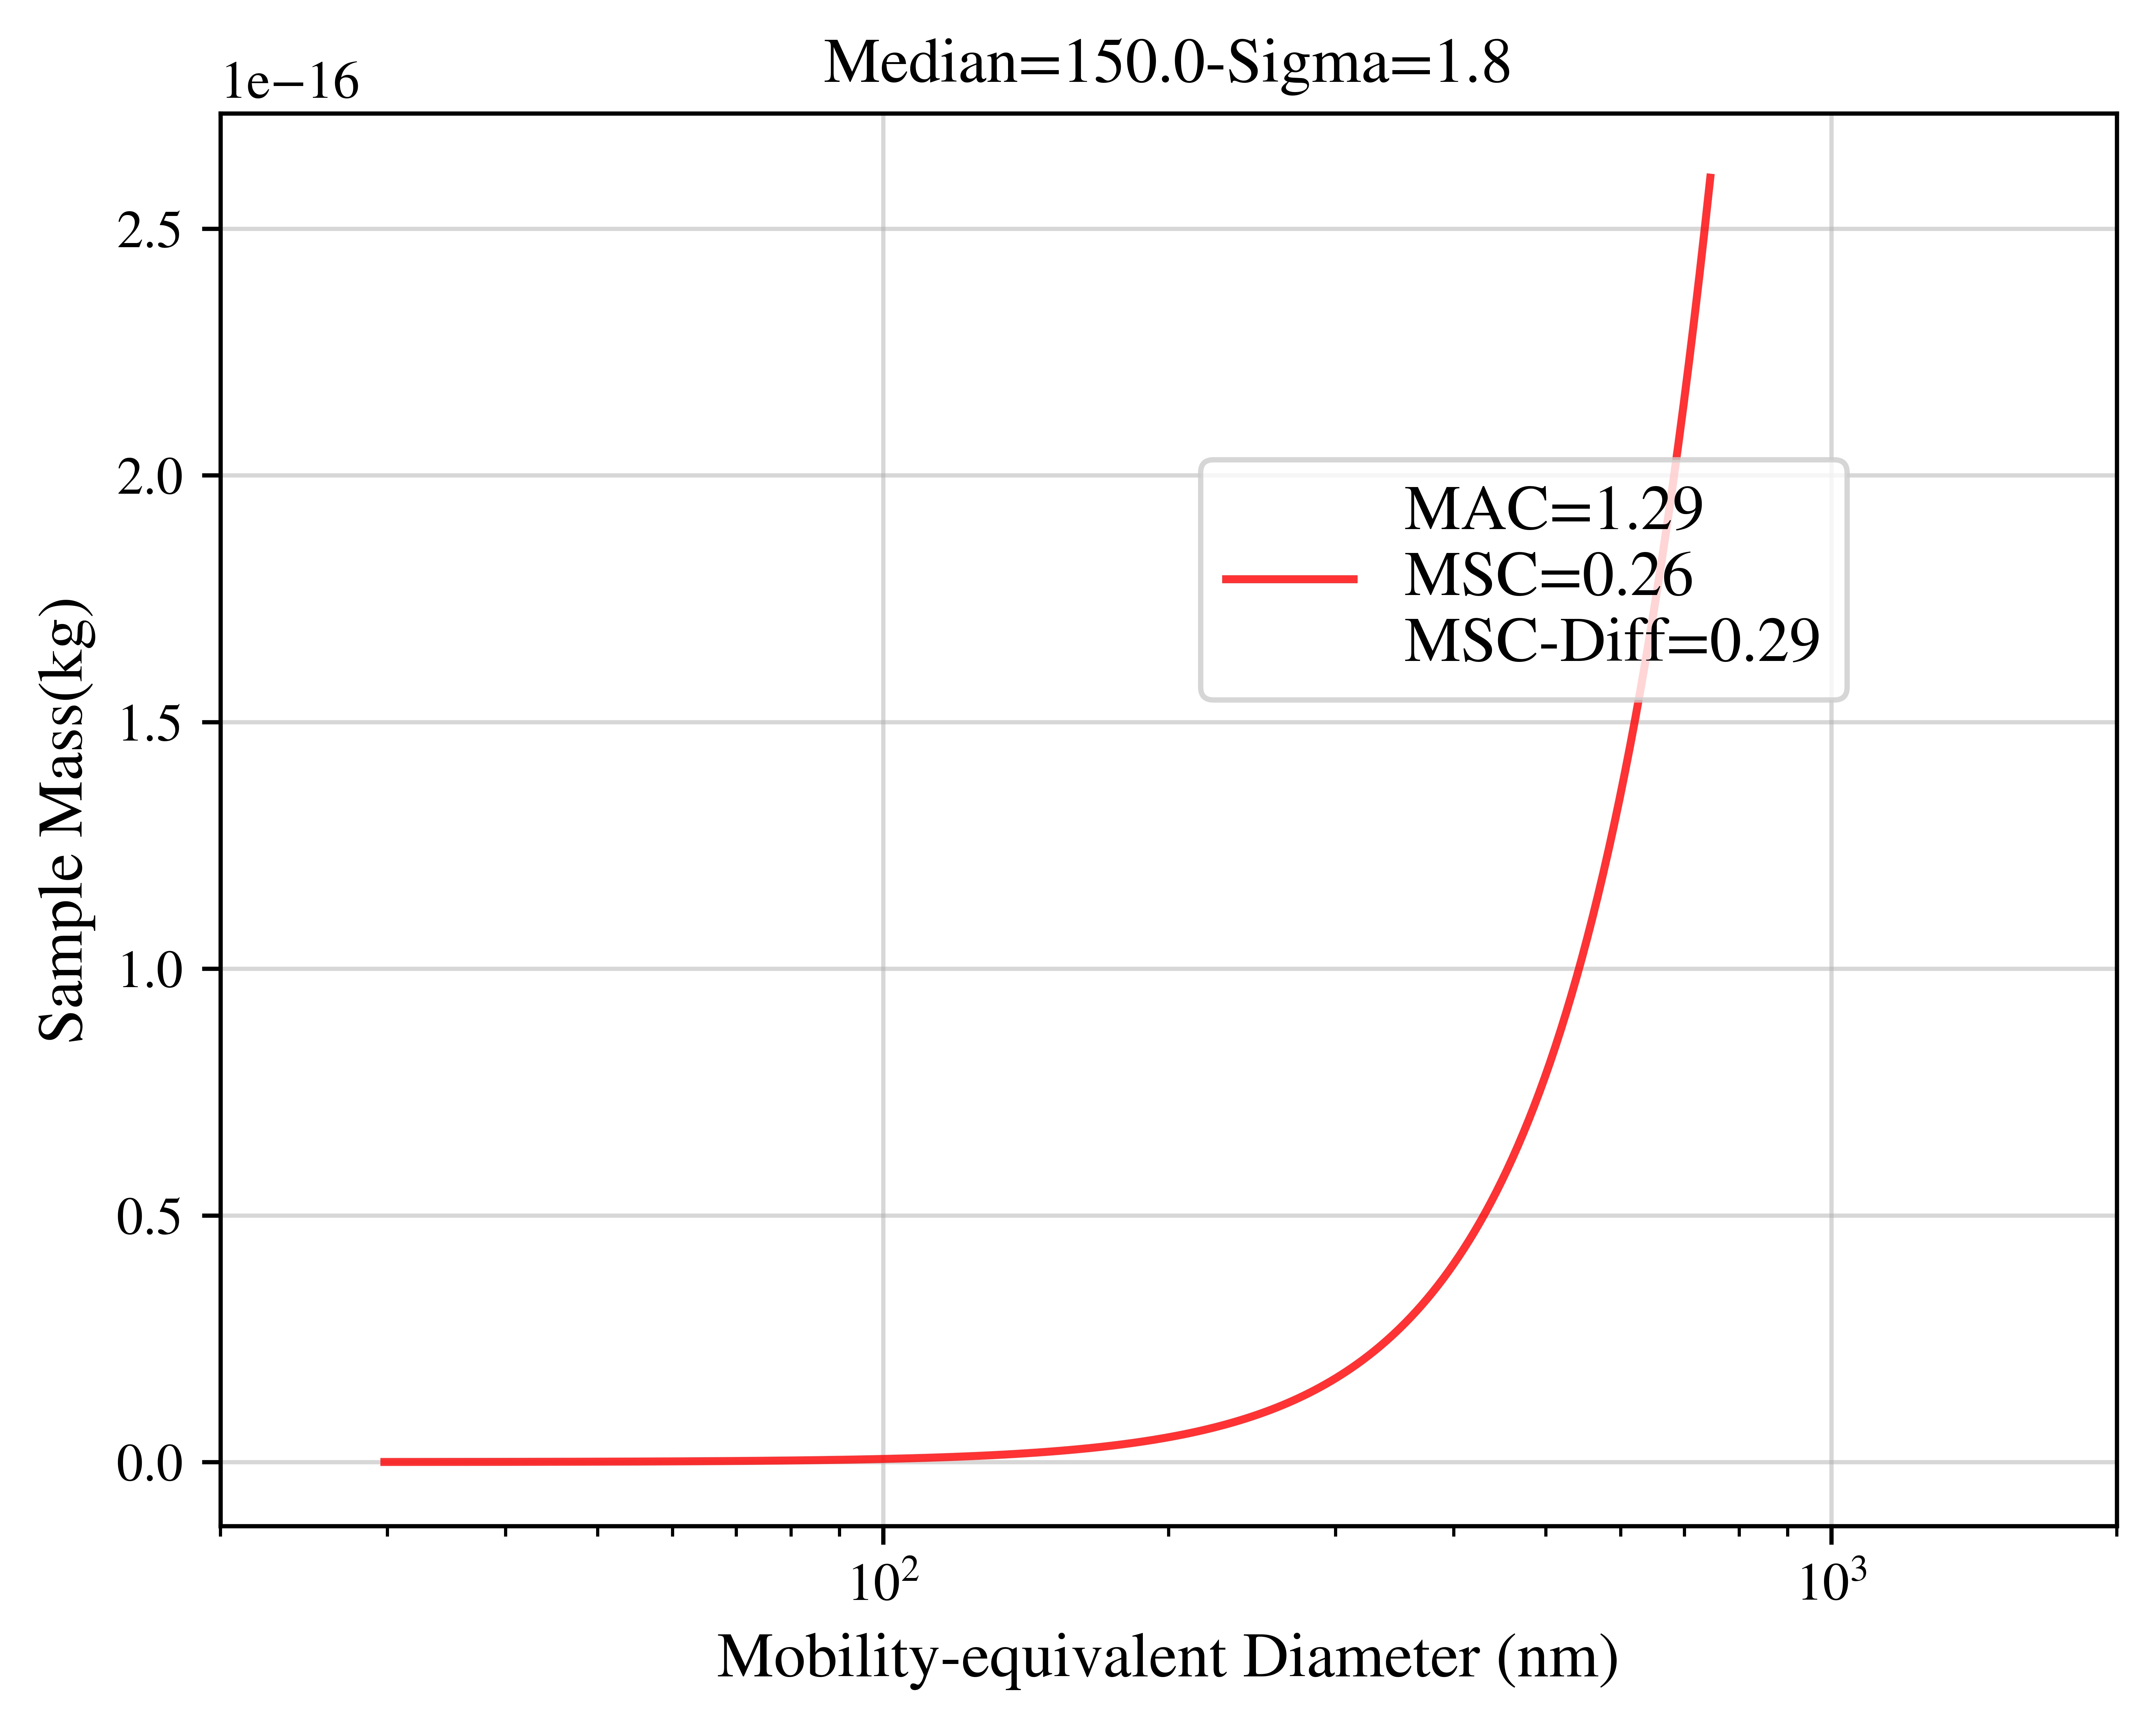 Median=150.0-Sigma=1.8
1e−16
2.5
2.0
1.5
1.0
0.5
0.0
Sample Mass(kg)
MAC=1.29
MSC=0.26
MSC-Diff=0.29
10²
10³
Mobility-equivalent Diameter (nm)